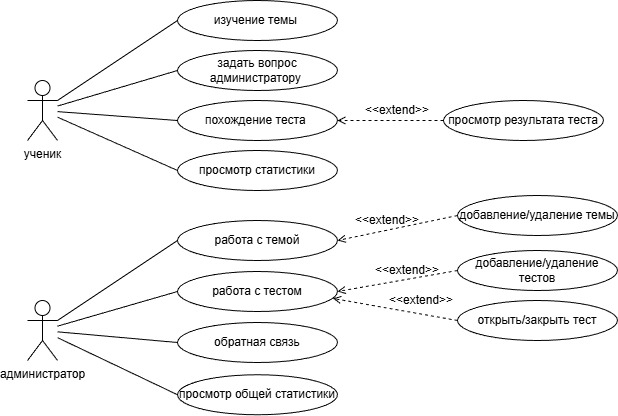 изучение темы
задать вопрос
администратору
<<extend>>
похождение теста
просмотр результата теста
ученик
просмотр статистики
добавление/удаление темы
<<extend>>
работа с темой
добавление/удаление
тестов
<<extend>>
работа с тестом
<<extend>>
открыть/закрыть тест
обратная связь
администратор
просмотр общей статистики